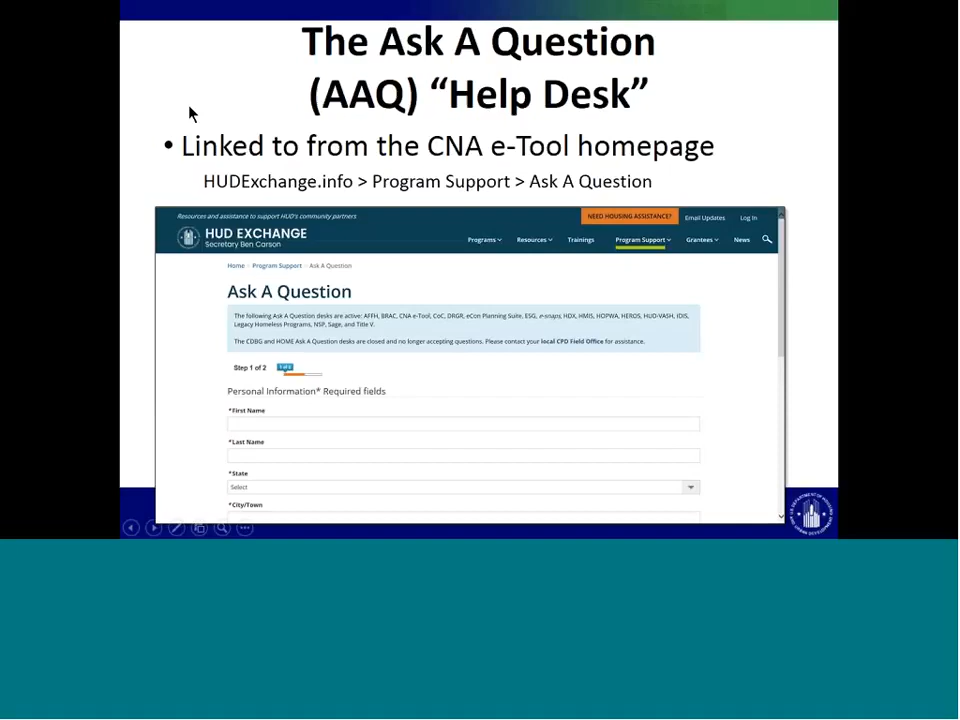 The Ask A Question
(AAQ) “Help Desk”
• Linked to from the CNA e-Tool homepage
HUDExchange.info > Program Support > Ask A Question
Resources and assistance to support HUD's community partners
NEED HOUSING ASSISTANCE?
Email Updates
Log In
HUD EXCHANGE
Secretary Ben Carson
Programs
Resources
Trainings
Program Support
Grantees
News
Home
Program Support
Ask A Question
Ask A Question
The following Ask A Question desks are active: AFFH, BRAC, CNA e-Tool, CoC, DRGR, eCon Planning Suite, ESG, e-snaps, HDX, HMIS, HOPWA, HEROS, HUD-VASH, IDIS,
Legacy Homeless Programs, NSP, Sage, and Title V.
The CDBG and HOME Ask A Question desks are closed and no longer accepting questions. Please contact your local CPD Field Office for assistance.
Step 1 of 2
1 of 2
Personal Information* Required fields
*First Name
*Last Name
*State
Select
*City/Town